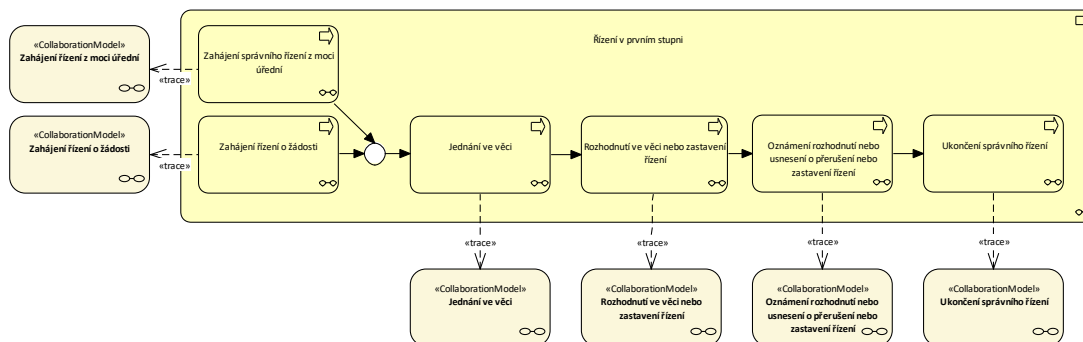 Řízení v prvním stupni
«CollaborationModel»
Zahájení řízení z moci úřední
«trace»
Zahájení správního řízení z moci
úřední
«CollaborationModel»
Zahájení řízení o žádosti
«trace»
Zahájení řízení o žádosti
Jednání ve věci
Rozhodnutí ve věci nebo zastavení
řízení
Oznámení rozhodnutí nebo
usnesení o přerušení nebo
zastavení řízení
Ukončení správního řízení
«trace»
«trace»
«trace»
«trace»
«CollaborationModel»
Jednání ve věci
«CollaborationModel»
Rozhodnutí ve věci nebo
zastavení řízení
«CollaborationModel»
Oznámení rozhodnutí nebo
usnesení o přerušení nebo
zastavení řízení
«CollaborationModel»
Ukončení správního řízení